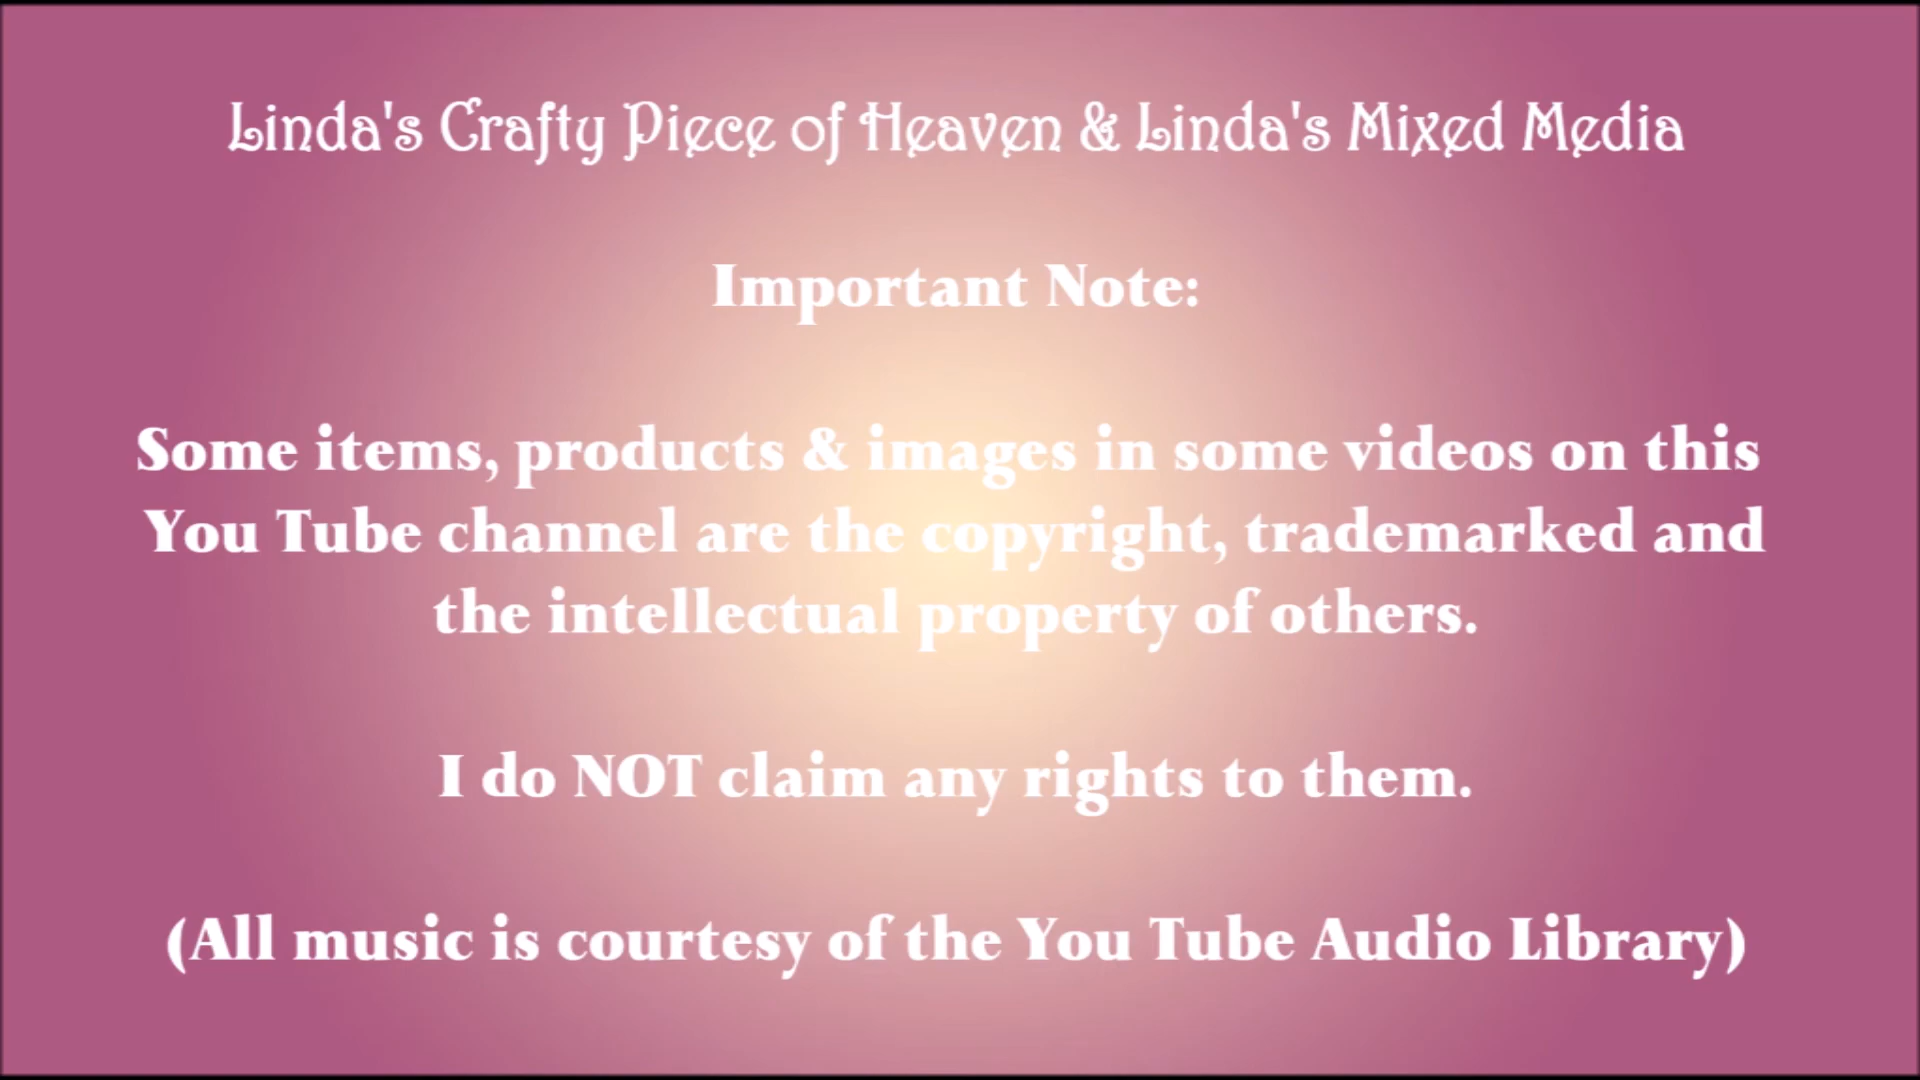 Linda's Crafty Piece of Heaven & Linda's Mixed Media
Important Note:
Some items, products & images in some videos on this
You Tube channel are the copyright, trademarked and
the intellectual property of others.
I do NOT claim any rights to them.
(All music is courtesy of the You Tube Audio Library)